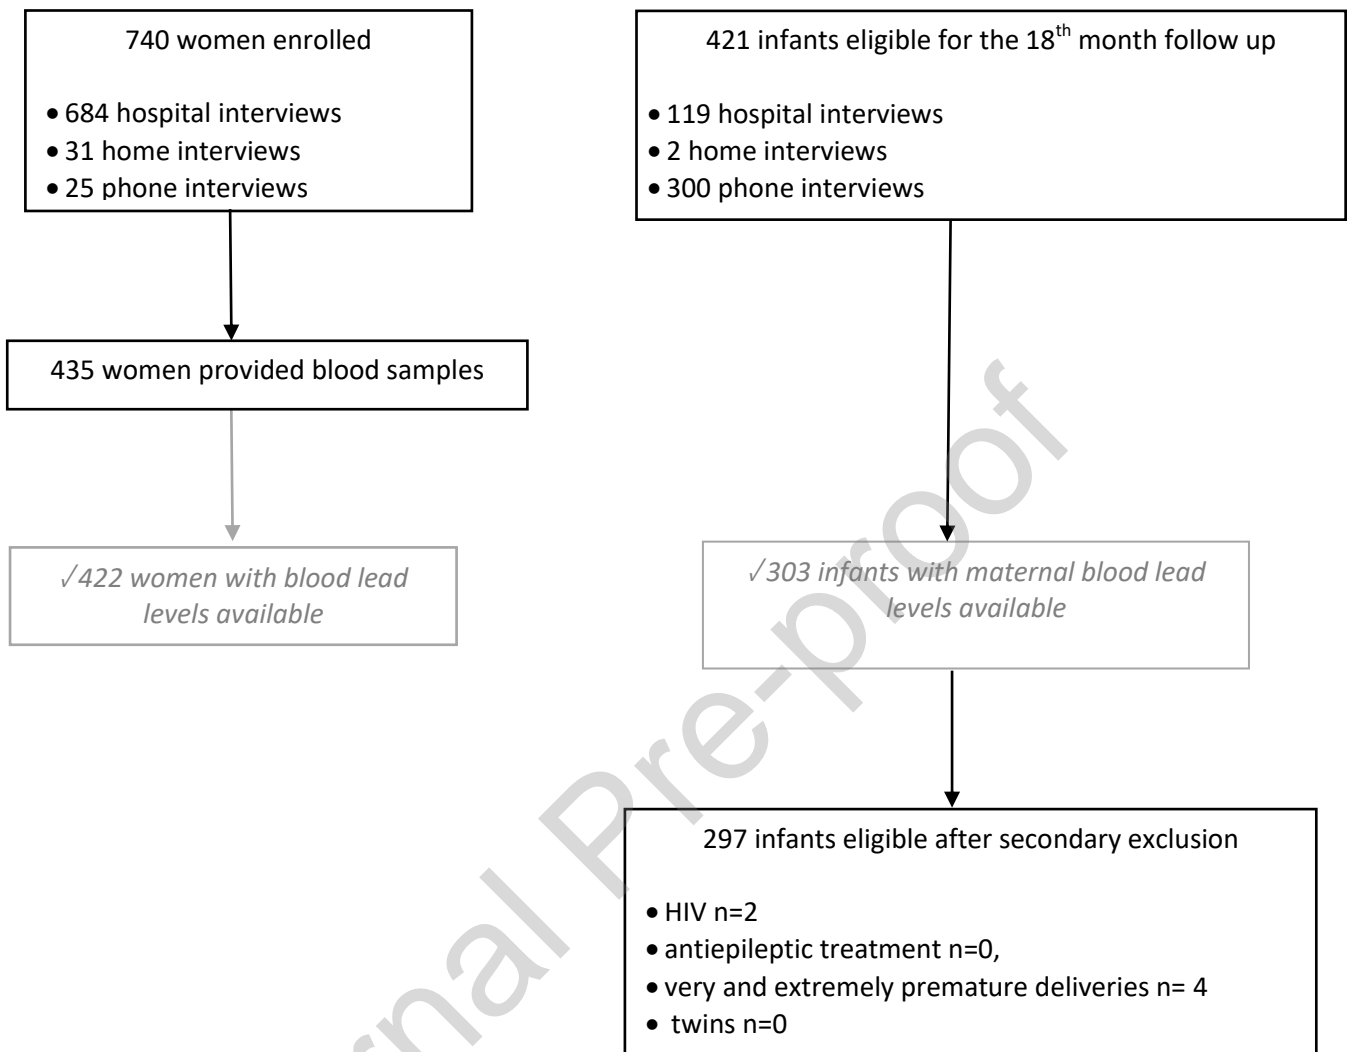 740 women enrolled
• 684 hospital interviews
• 31 home interviews
• 25 phone interviews
435 women provided blood samples
√422 women with blood lead
levels available
421 infants eligible for the 18th month follow up
• 119 hospital interviews
• 2 home interviews
• 300 phone interviews
√303 infants with maternal blood lead
levels available
297 infants eligible after secondary exclusion
• HIV n=2
• antiepileptic treatment n=0,
• very and extremely premature deliveries n= 4
• twins n=0
rnal Pre-proof